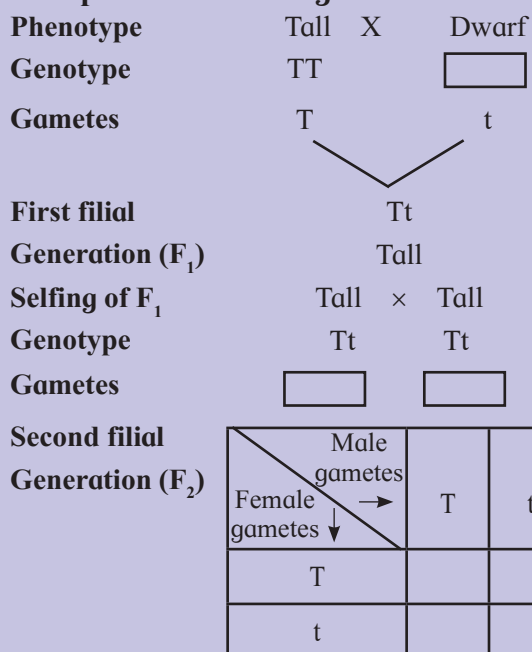 Phenotype Tall X Dwarf
Genotype TT
Gametes T t
First filial Tt
Generation (F₁) Tall
Selfing of F₁ Tall × Tall
Genotype Tt Tt
Gametes
Second filial
Generation (F₂)
Male
gametes
Female
gametes
T t
T
t